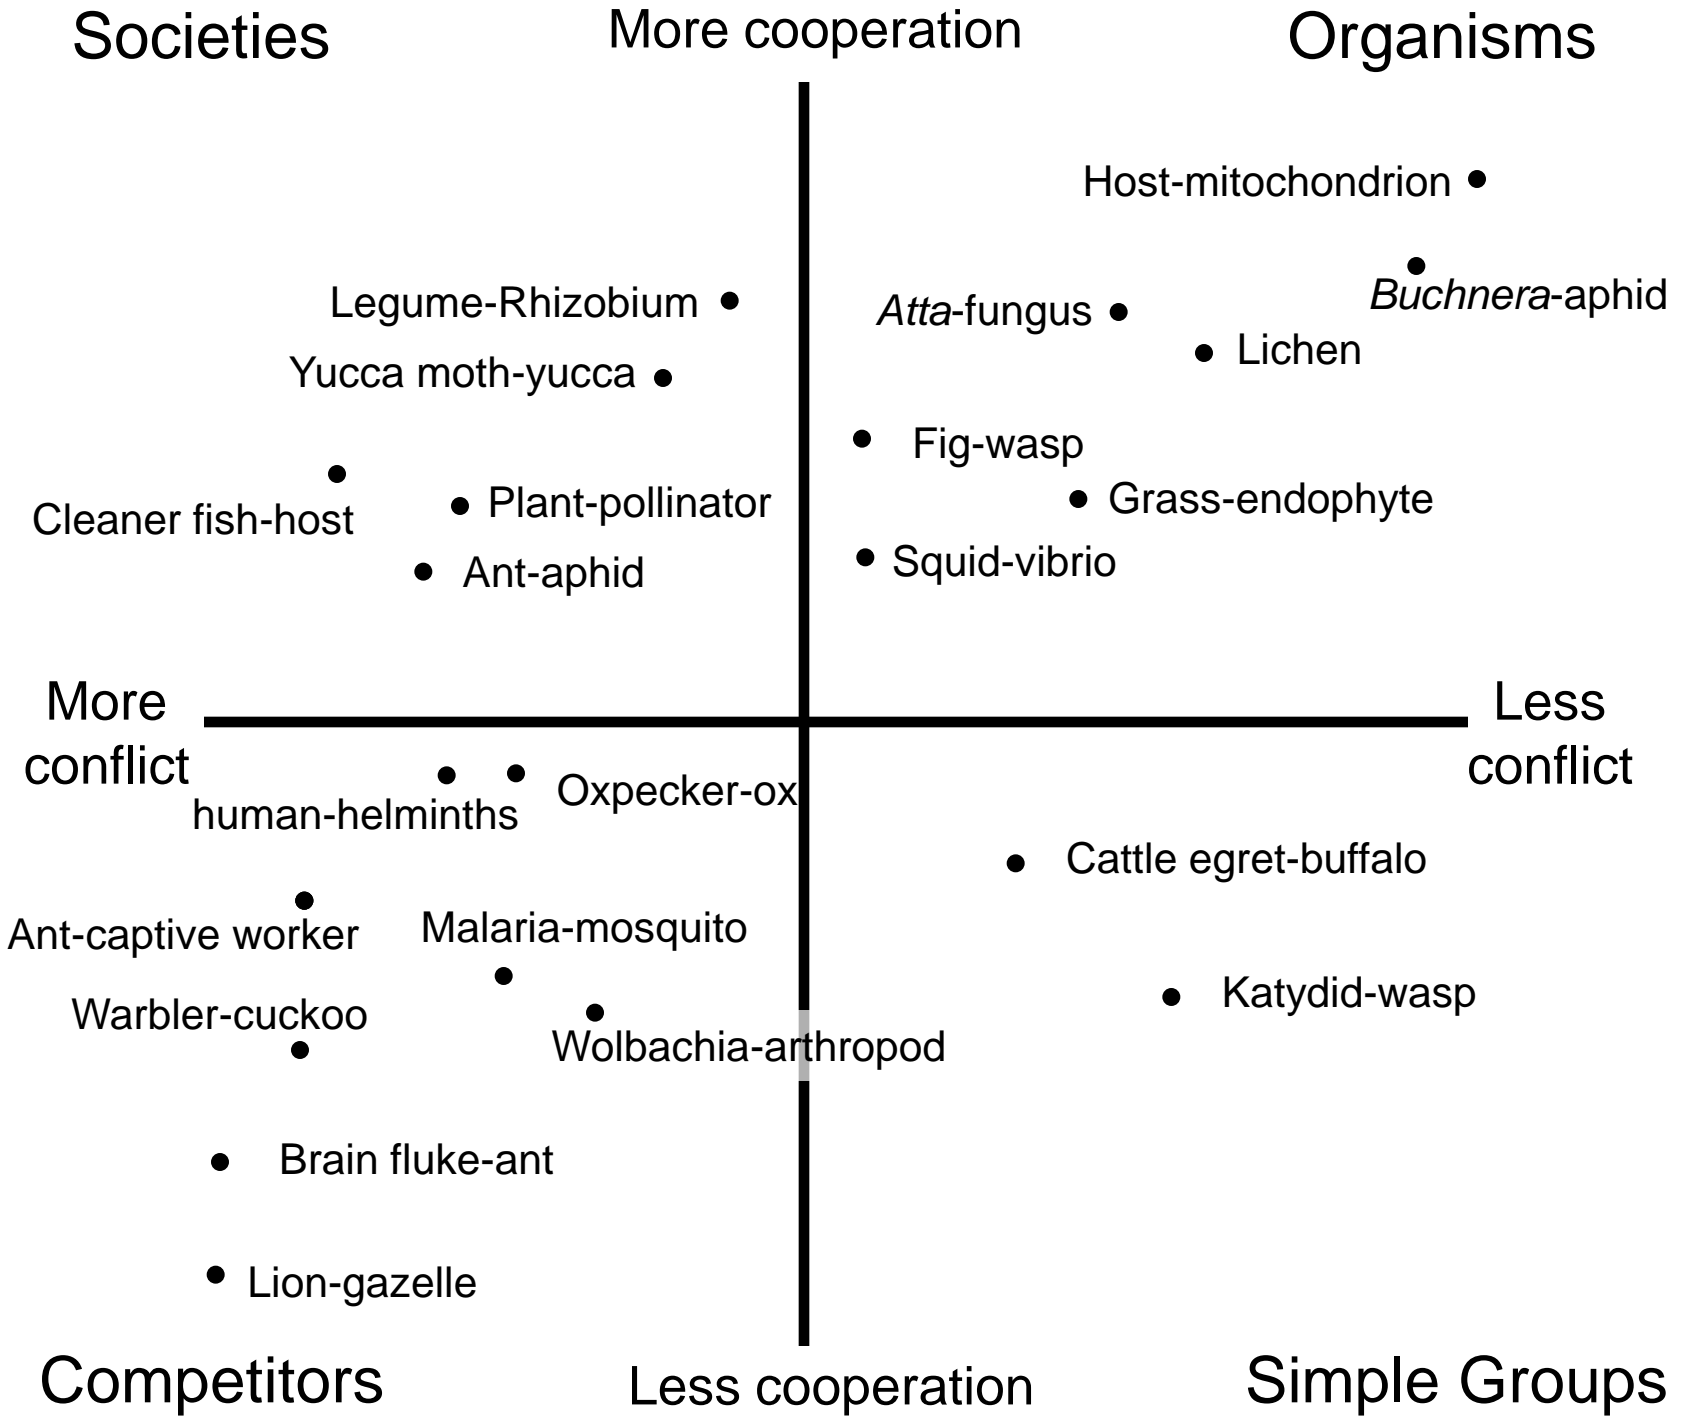 Societies
More cooperation
Organisms
Host-mitochondrion
Buchnera-aphid
Legume-Rhizobium
Atta-fungus
Lichen
Yucca moth-yucca
Fig-wasp
Cleaner fish-host
Plant-pollinator
Grass-endophyte
Ant-aphid
Squid-vibrio
More
conflict
Less
conflict
human-helminths
Oxpecker-ox
Cattle egret-buffalo
Ant-captive worker
Malaria-mosquito
Katydid-wasp
Warbler-cuckoo
Wolbachia-arthropod
Brain fluke-ant
Lion-gazelle
Competitors
Less cooperation
Simple Groups